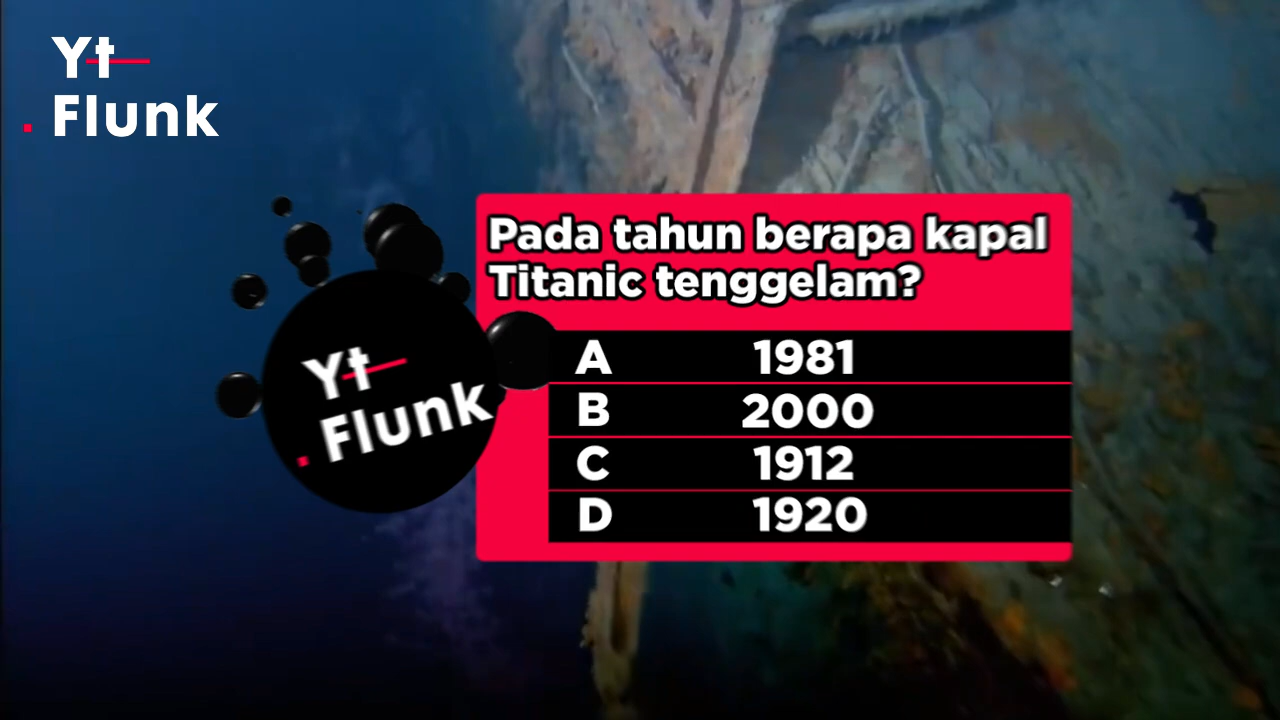 Yt
Flunk
Pada tahun berapa kapal
Titanic tenggelam?
Yt
Flunk
A 1981
B 2000
C 1912
D 1920